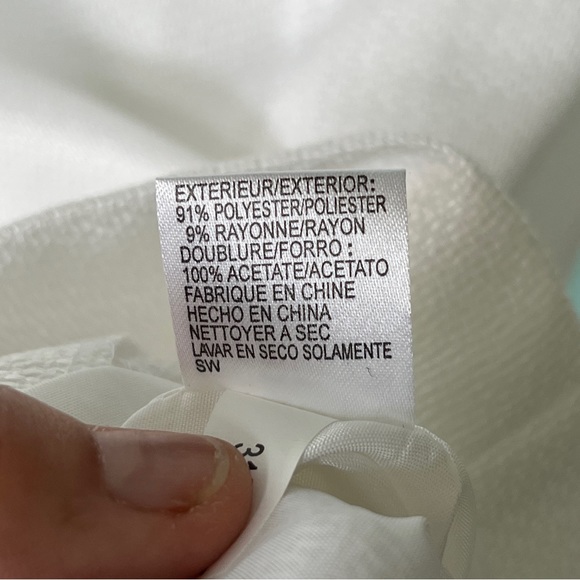 EXTERIEUR/EXTERIOR:
91% POLYESTER/POLIESTER
9% RAYONNE/RAYON
DOUBLURE/FORRO :
100% ACETATE/ACETATO
FABRIQUE EN CHINE
HECHO EN CHINA
NETTOYER A SEC
LAVAR EN SECO SOLAMENTE
SW